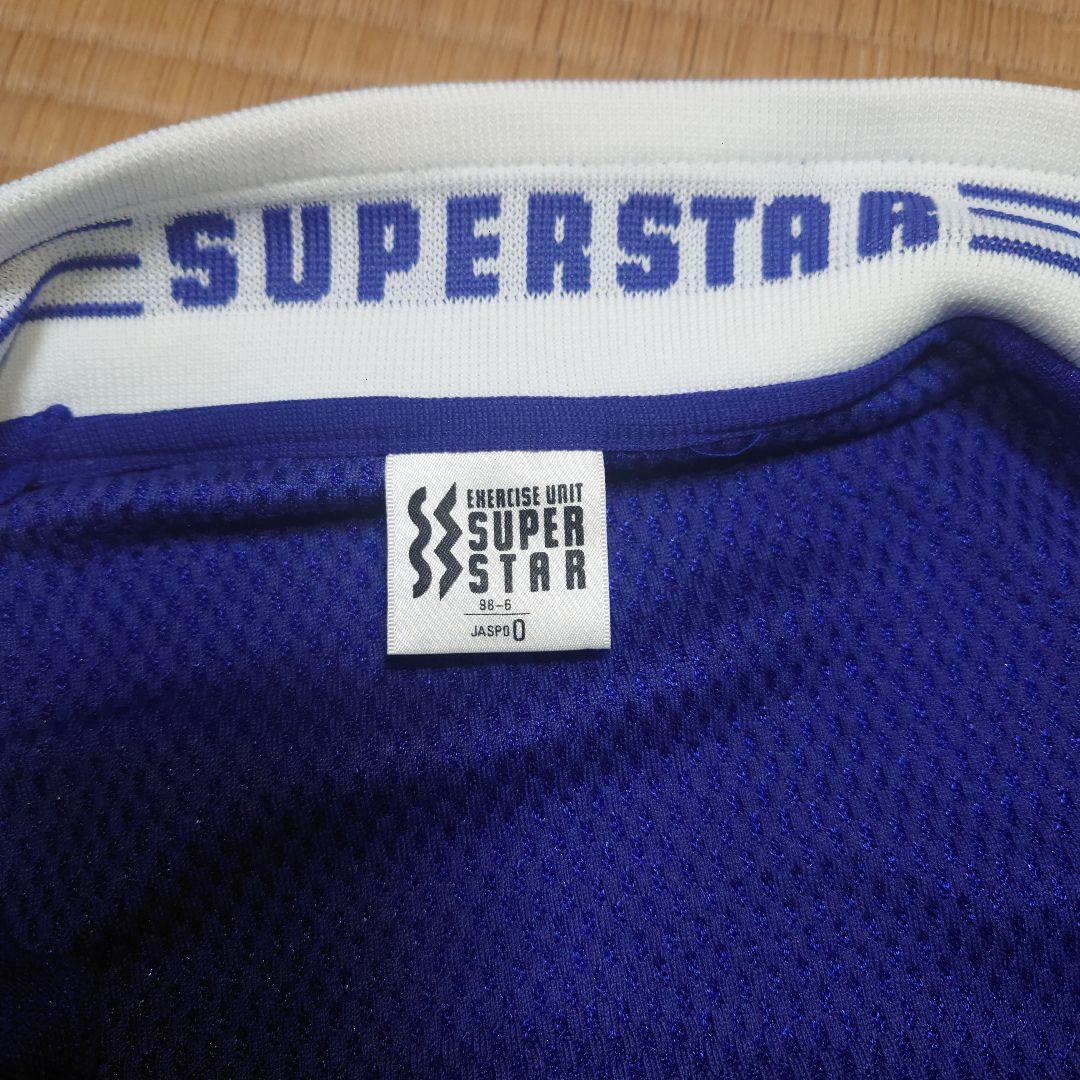 SUPERSTAR
EXERCISE UNIT
SUPER
STAR
98-6
JASPO O